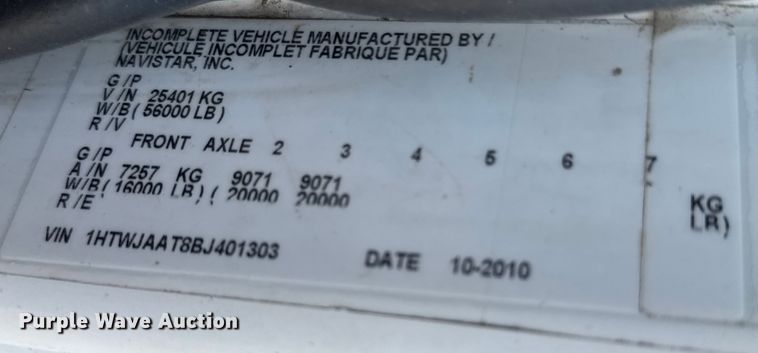 INCOMPLETE VEHICLE MANUFACTURED BY /
(VEHICULE INCOMPLET FABRIQUE PAR)
NAVISTAR, INC.
G /P
V /N 25401 KG
W/B ( 56000 LB )
R /V
FRONT AXLE 2 3 4 5 6 7
G /P
A /N 7257 KG 9071 9071 KG
W/B ( 16000 LB ) ( 20000 20000 LB)
R /E
VIN 1HTWJAAT8BJ401303 DATE 10-2010
Purple Wave Auction